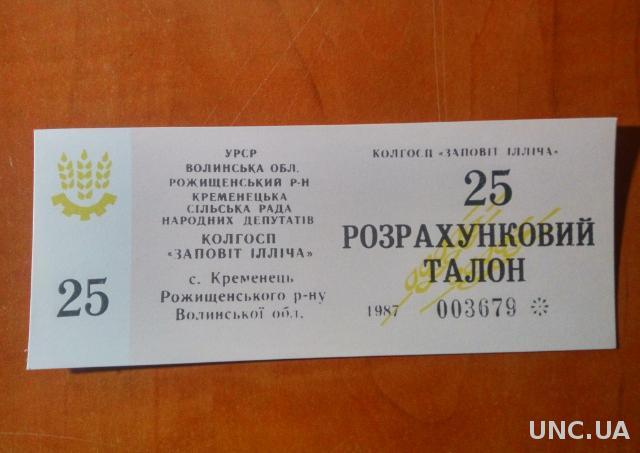 УРСР
ВОЛИНСЬКА ОБЛ.
РОЖИЩЕНСЬКИЙ Р-Н
КРЕМЕНЕЦЬКА
СІЛЬСЬКА РАДА
НАРОДНИХ ДЕПУТАТІВ
КОЛГОСП
«ЗАПОВІТ ІЛЛІЧА»
с. Кременець
Рожищенського р-ну
Волинської обл.
25
КОЛГОСП «ЗАПОВІТ ІЛЛІЧА»
25
РОЗРАХУНКОВИЙ
ТАЛОН
1987 003679
UNC.UA